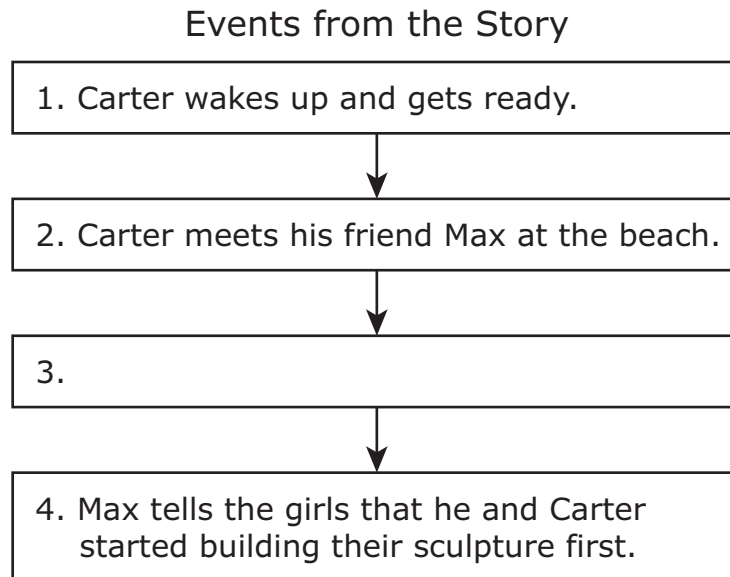 Events from the Story
1. Carter wakes up and gets ready.
2. Carter meets his friend Max at the beach.
3.
4. Max tells the girls that he and Carter
started building their sculpture first.